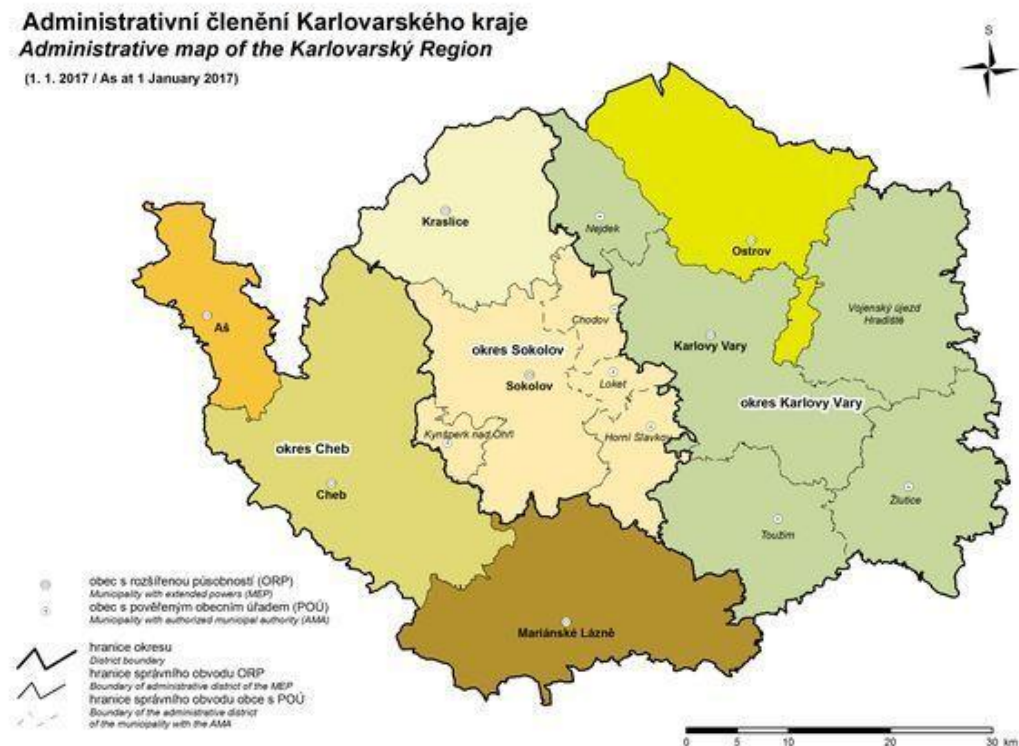 Administrativní členění Karlovarského kraje
Administrative map of the Karlovarský Region
(1. 1. 2017 / As at 1 January 2017)
S
Kraslice
Nejdek
Ostrov
Aš
Vojenský újezd
Hradiště
Chodov
Karlovy Vary
okres Sokolov
Sokolov
Loket
okres Karlovy Vary
Kynšperk nad Ohří
Horní Slavkov
okres Cheb
Cheb
Žlutice
Toužim
Mariánské Lázně
obec s rozšířenou působností (ORP)
Municipality with extended powers (MEP)
obec s pověřeným obecním úřadem (POÚ)
Municipality with authorized municipal authority (AMA)
hranice okresu
District boundary
hranice správního obvodu ORP
Boundary of administrative district of the MEP
hranice správního obvodu obce s POÚ
Boundary of the administrative district
of the municipality with the AMA
0 5 10 20 30 km